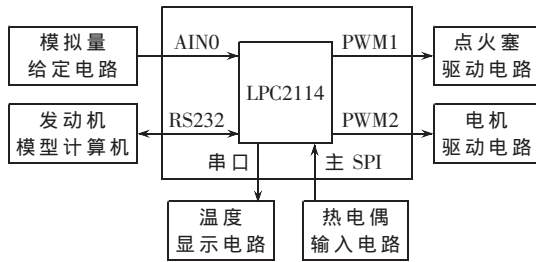 模拟量
给定电路
AIN0
PWM1
点火塞
驱动电路
LPC2114
发动机
模型计算机
RS232
PWM2
电机
驱动电路
串口
主 SPI
温度
显示电路
热电偶
输入电路